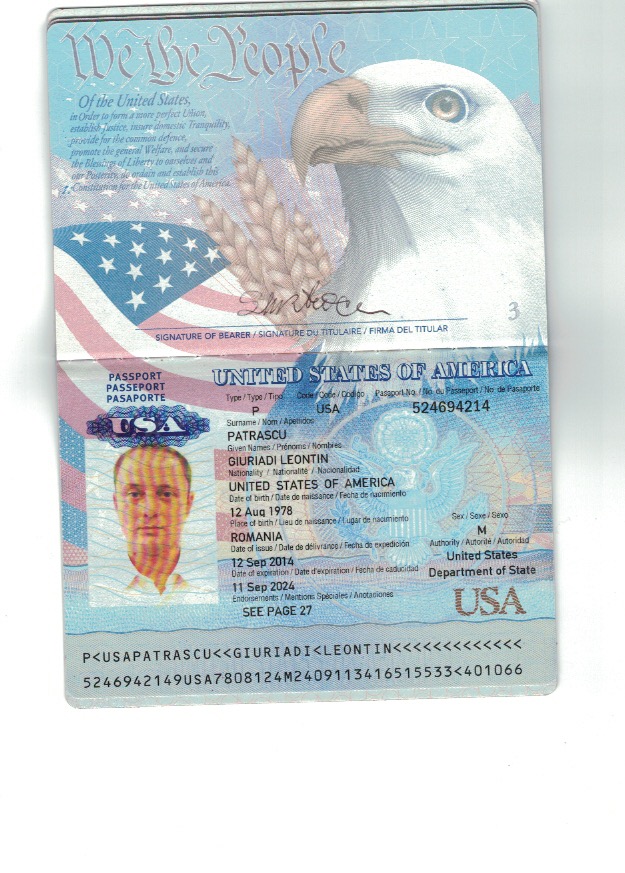 We the People
Of the United States,
in Order to form a more perfect Union,
establish Justice, insure domestic Tranquility,
provide for the common defence,
promote the general Welfare, and secure
the Blessings of Liberty to ourselves and
our Posterity, do ordain and establish this
Constitution for the United States of America.
3
SIGNATURE OF BEARER / SIGNATURE DU TITULAIRE / FIRMA DEL TITULAR
PASSPORT
PASSEPORT
PASAPORTE
USA
UNITED STATES OF AMERICA
Type / Type / Tipo Code / Code / Código Passport No. / No. du Passeport / No. de Pasaporte
P USA 524694214
Surname / Nom / Apellidos
PATRASCU
Given Names / Prénoms / Nombres
GIURIADI LEONTIN
Nationality / Nationalité / Nacionalidad
UNITED STATES OF AMERICA
Date of birth / Date de naissance / Fecha de nacimiento
12 Aug 1978
Place of birth / Lieu de naissance / Lugar de nacimiento Sex / Sexe / Sexo
ROMANIA M
Date of issue / Date de délivrance / Fecha de expedición Authority / Autorité / Autoridad
12 Sep 2014 United States
Date of expiration / Date d'expiration / Fecha de caducidad Department of State
11 Sep 2024
Endorsements / Mentions Spéciales / Anotaciones
SEE PAGE 27 USA
P<USAPATRASCU<<GIURIADI<LEONTIN<<<<<<<<<<<<<
5246942149USA7808124M2409113416515533<401066